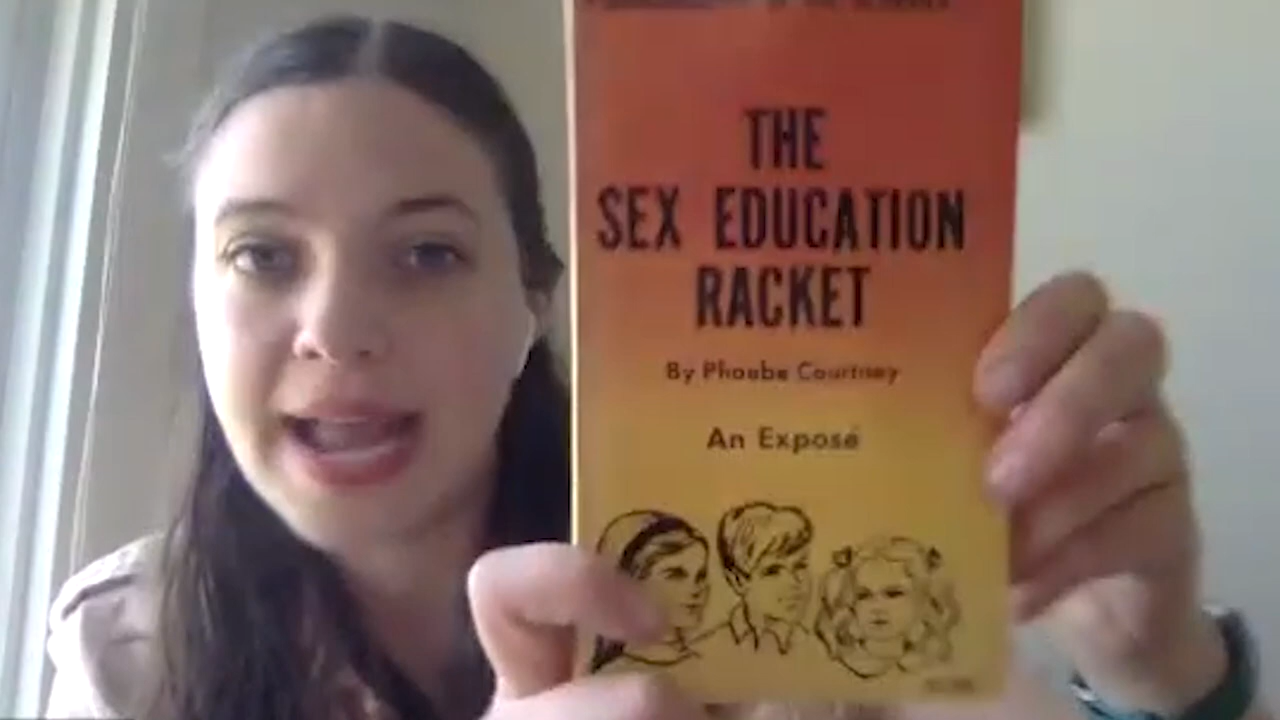 THE
SEX EDUCATION
RACKET
By Phoebe Courtney
An Exposé